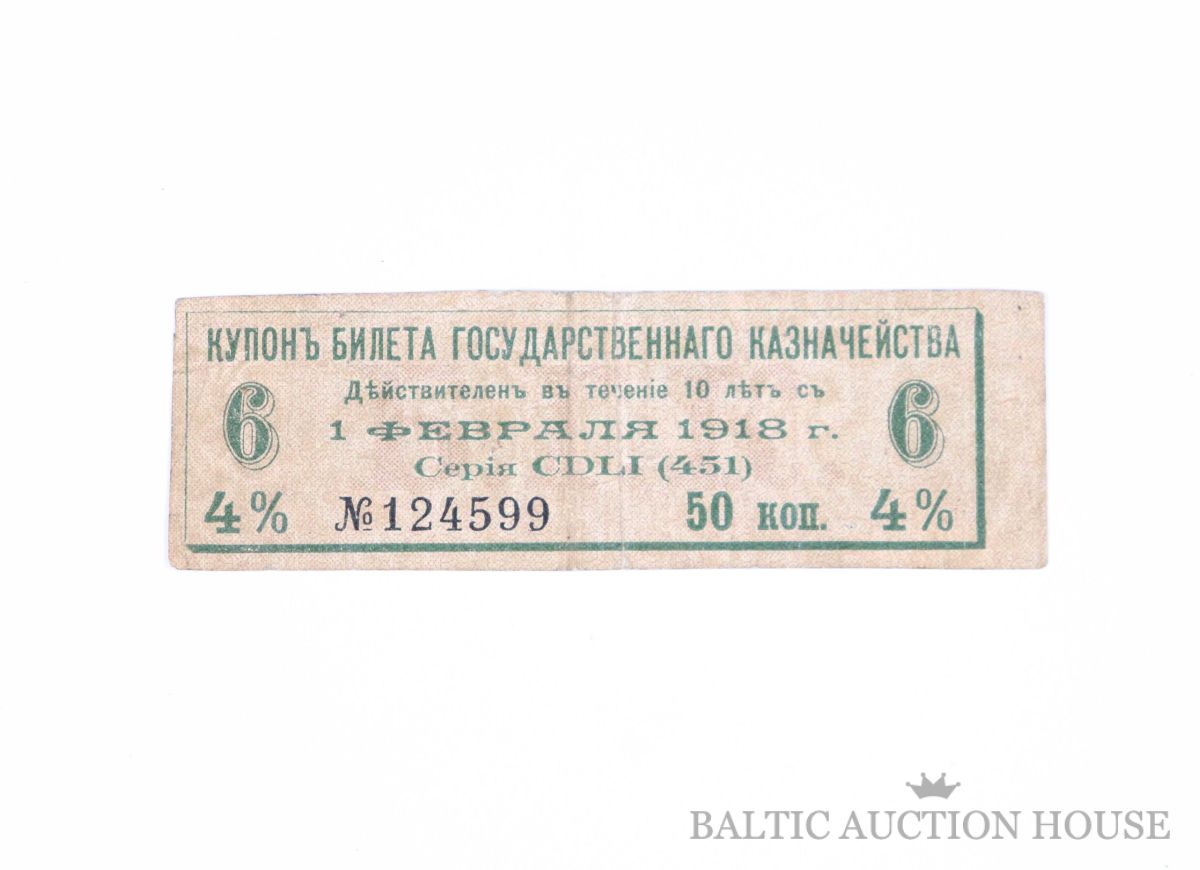 КУПОНЪ БИЛЕТА ГОСУДАРСТВЕННАГО КАЗНАЧЕЙСТВА
6 Дѣйствителенъ въ теченіе 10 лѣтъ съ 6
1 ФЕВРАЛЯ 1918 г.
Серія CDLI (451)
4% №124599 50 коп. 4%
BALTIC AUCTION HOUSE